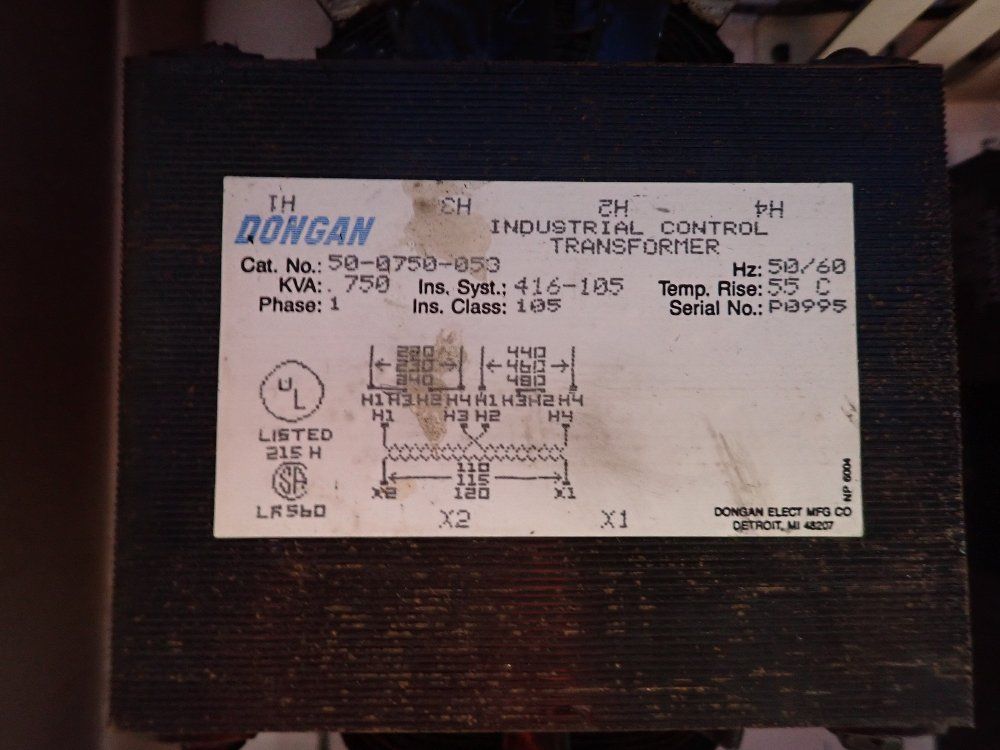 H1 H3 H2 H4
DONGAN INDUSTRIAL CONTROL
TRANSFORMER
Cat. No.: 50-0750-053 Hz: 50/60
KVA: .750 Ins. Syst.: 416-105 Temp. Rise: 55 C
Phase: 1 Ins. Class: 105 Serial No.: P0995
220 440
230 460
240 480
H1 H3 H2 H4 H1 H3 H2 H4
H1 H3 H2 H4
UL
LISTED
215 H
SA
LR560
110
115
X2 120 X1
X2 X1
NP 6004
DONGAN ELECT MFG CO
DETROIT, MI 48207